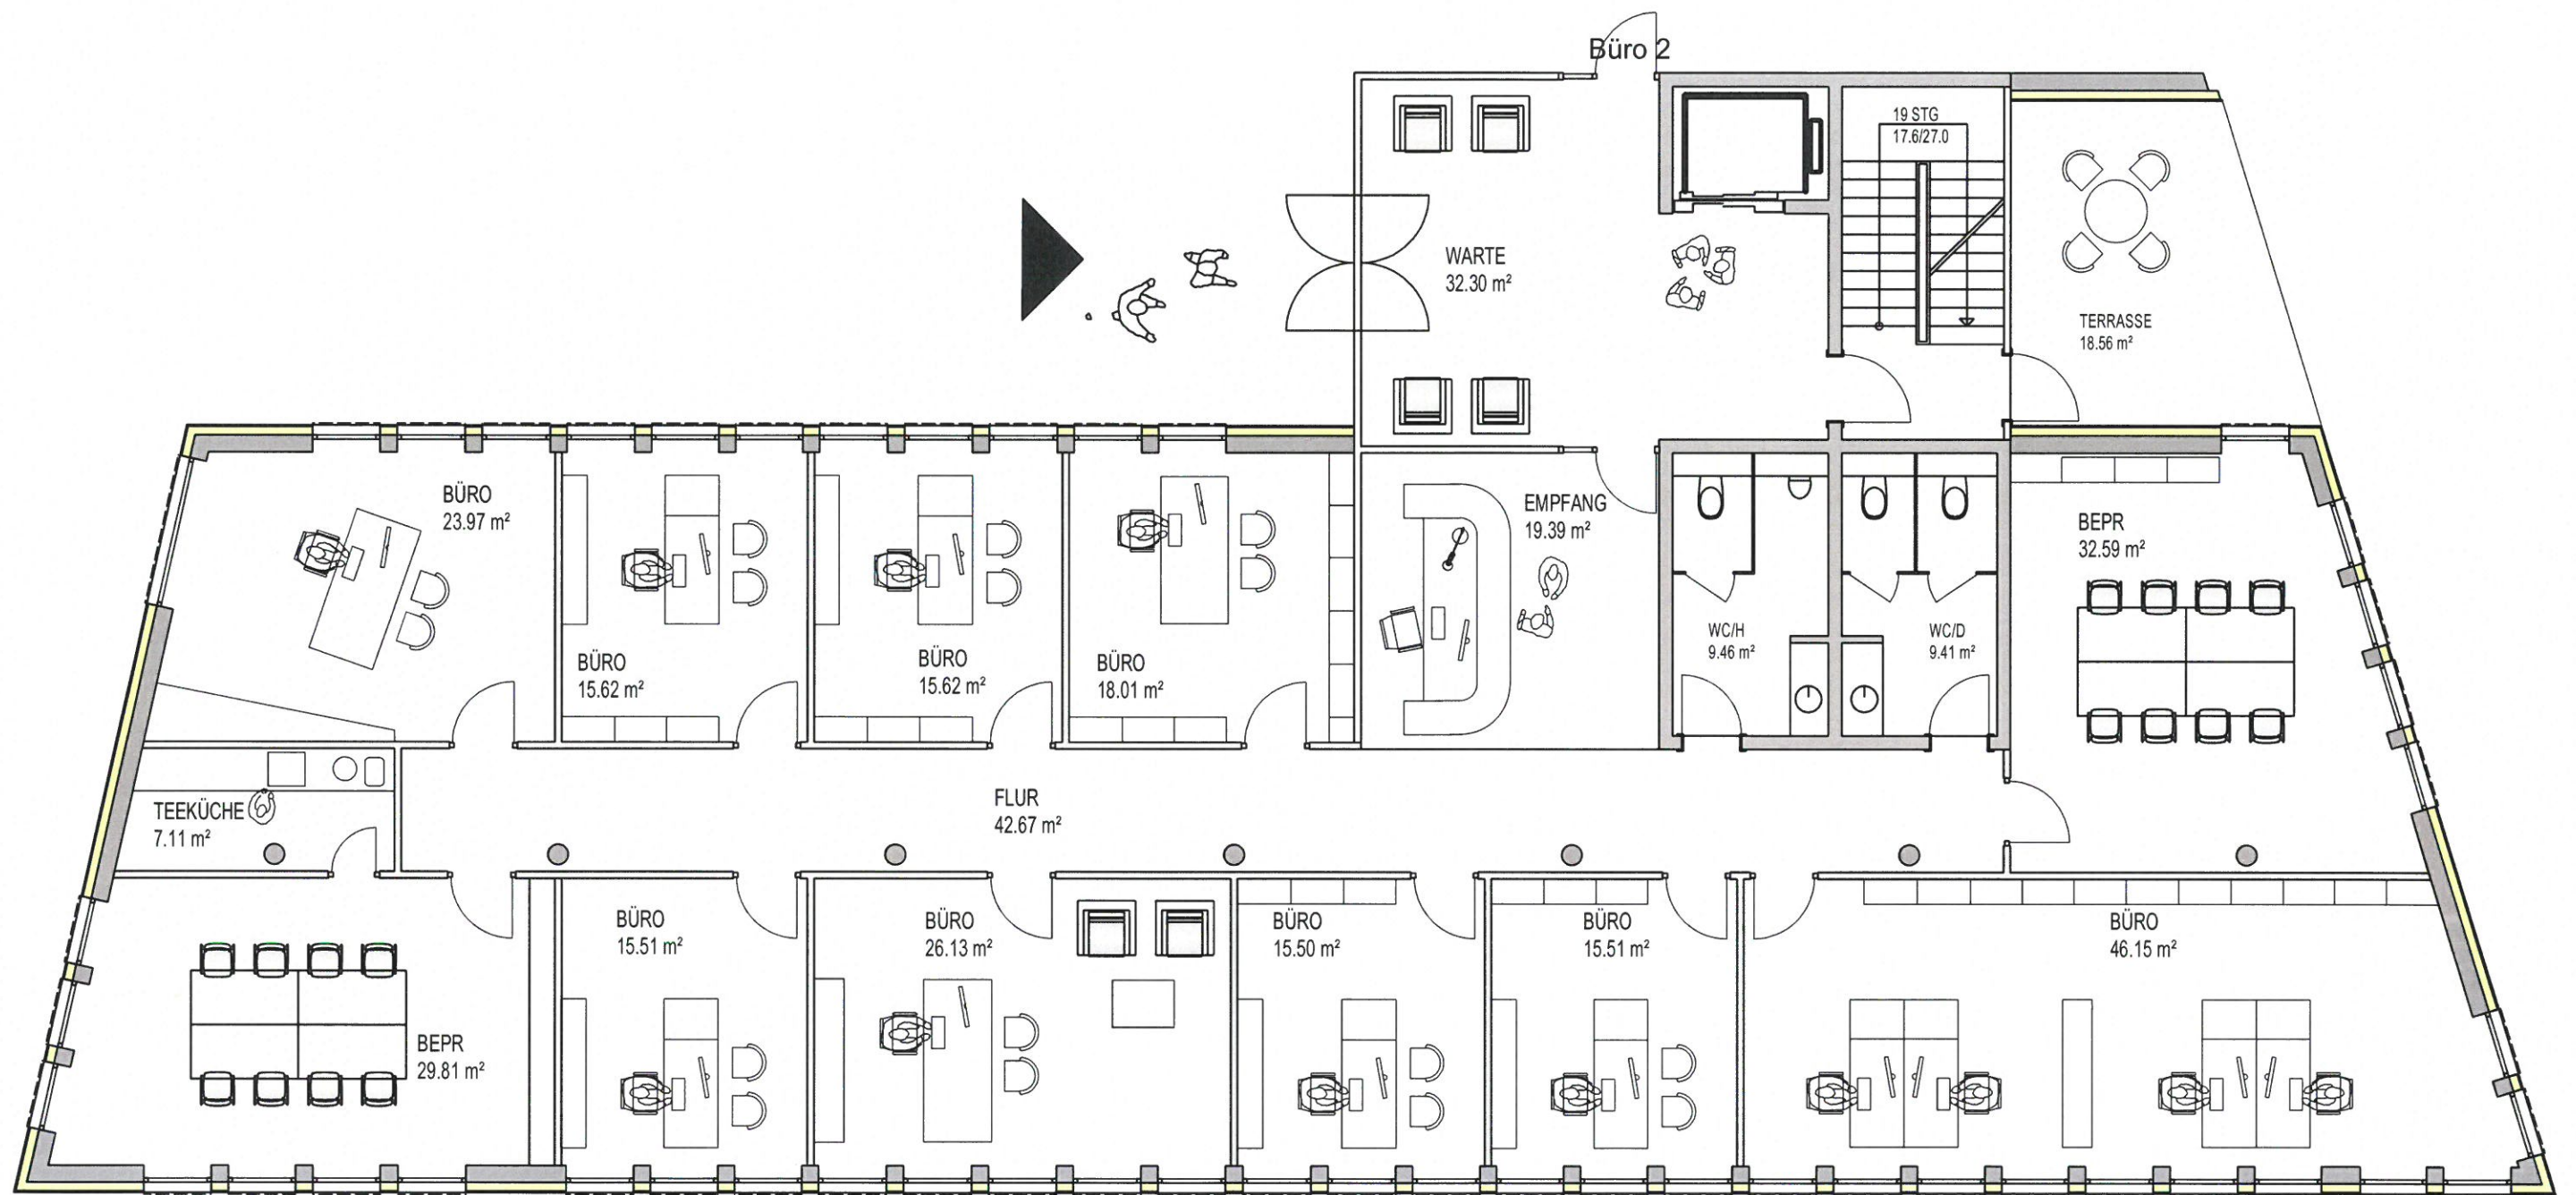 Büro 2
19 STG
17.6/27.0
WARTE
32.30 m²
TERRASSE
18.56 m²
BÜRO
23.97 m²
BÜRO
15.62 m²
BÜRO
15.62 m²
BÜRO
18.01 m²
EMPFANG
19.39 m²
WC/H
9.46 m²
WC/D
9.41 m²
BEPR
32.59 m²
TEEKÜCHE
7.11 m²
FLUR
42.67 m²
BEPR
29.81 m²
BÜRO
15.51 m²
BÜRO
26.13 m²
BÜRO
15.50 m²
BÜRO
15.51 m²
BÜRO
46.15 m²